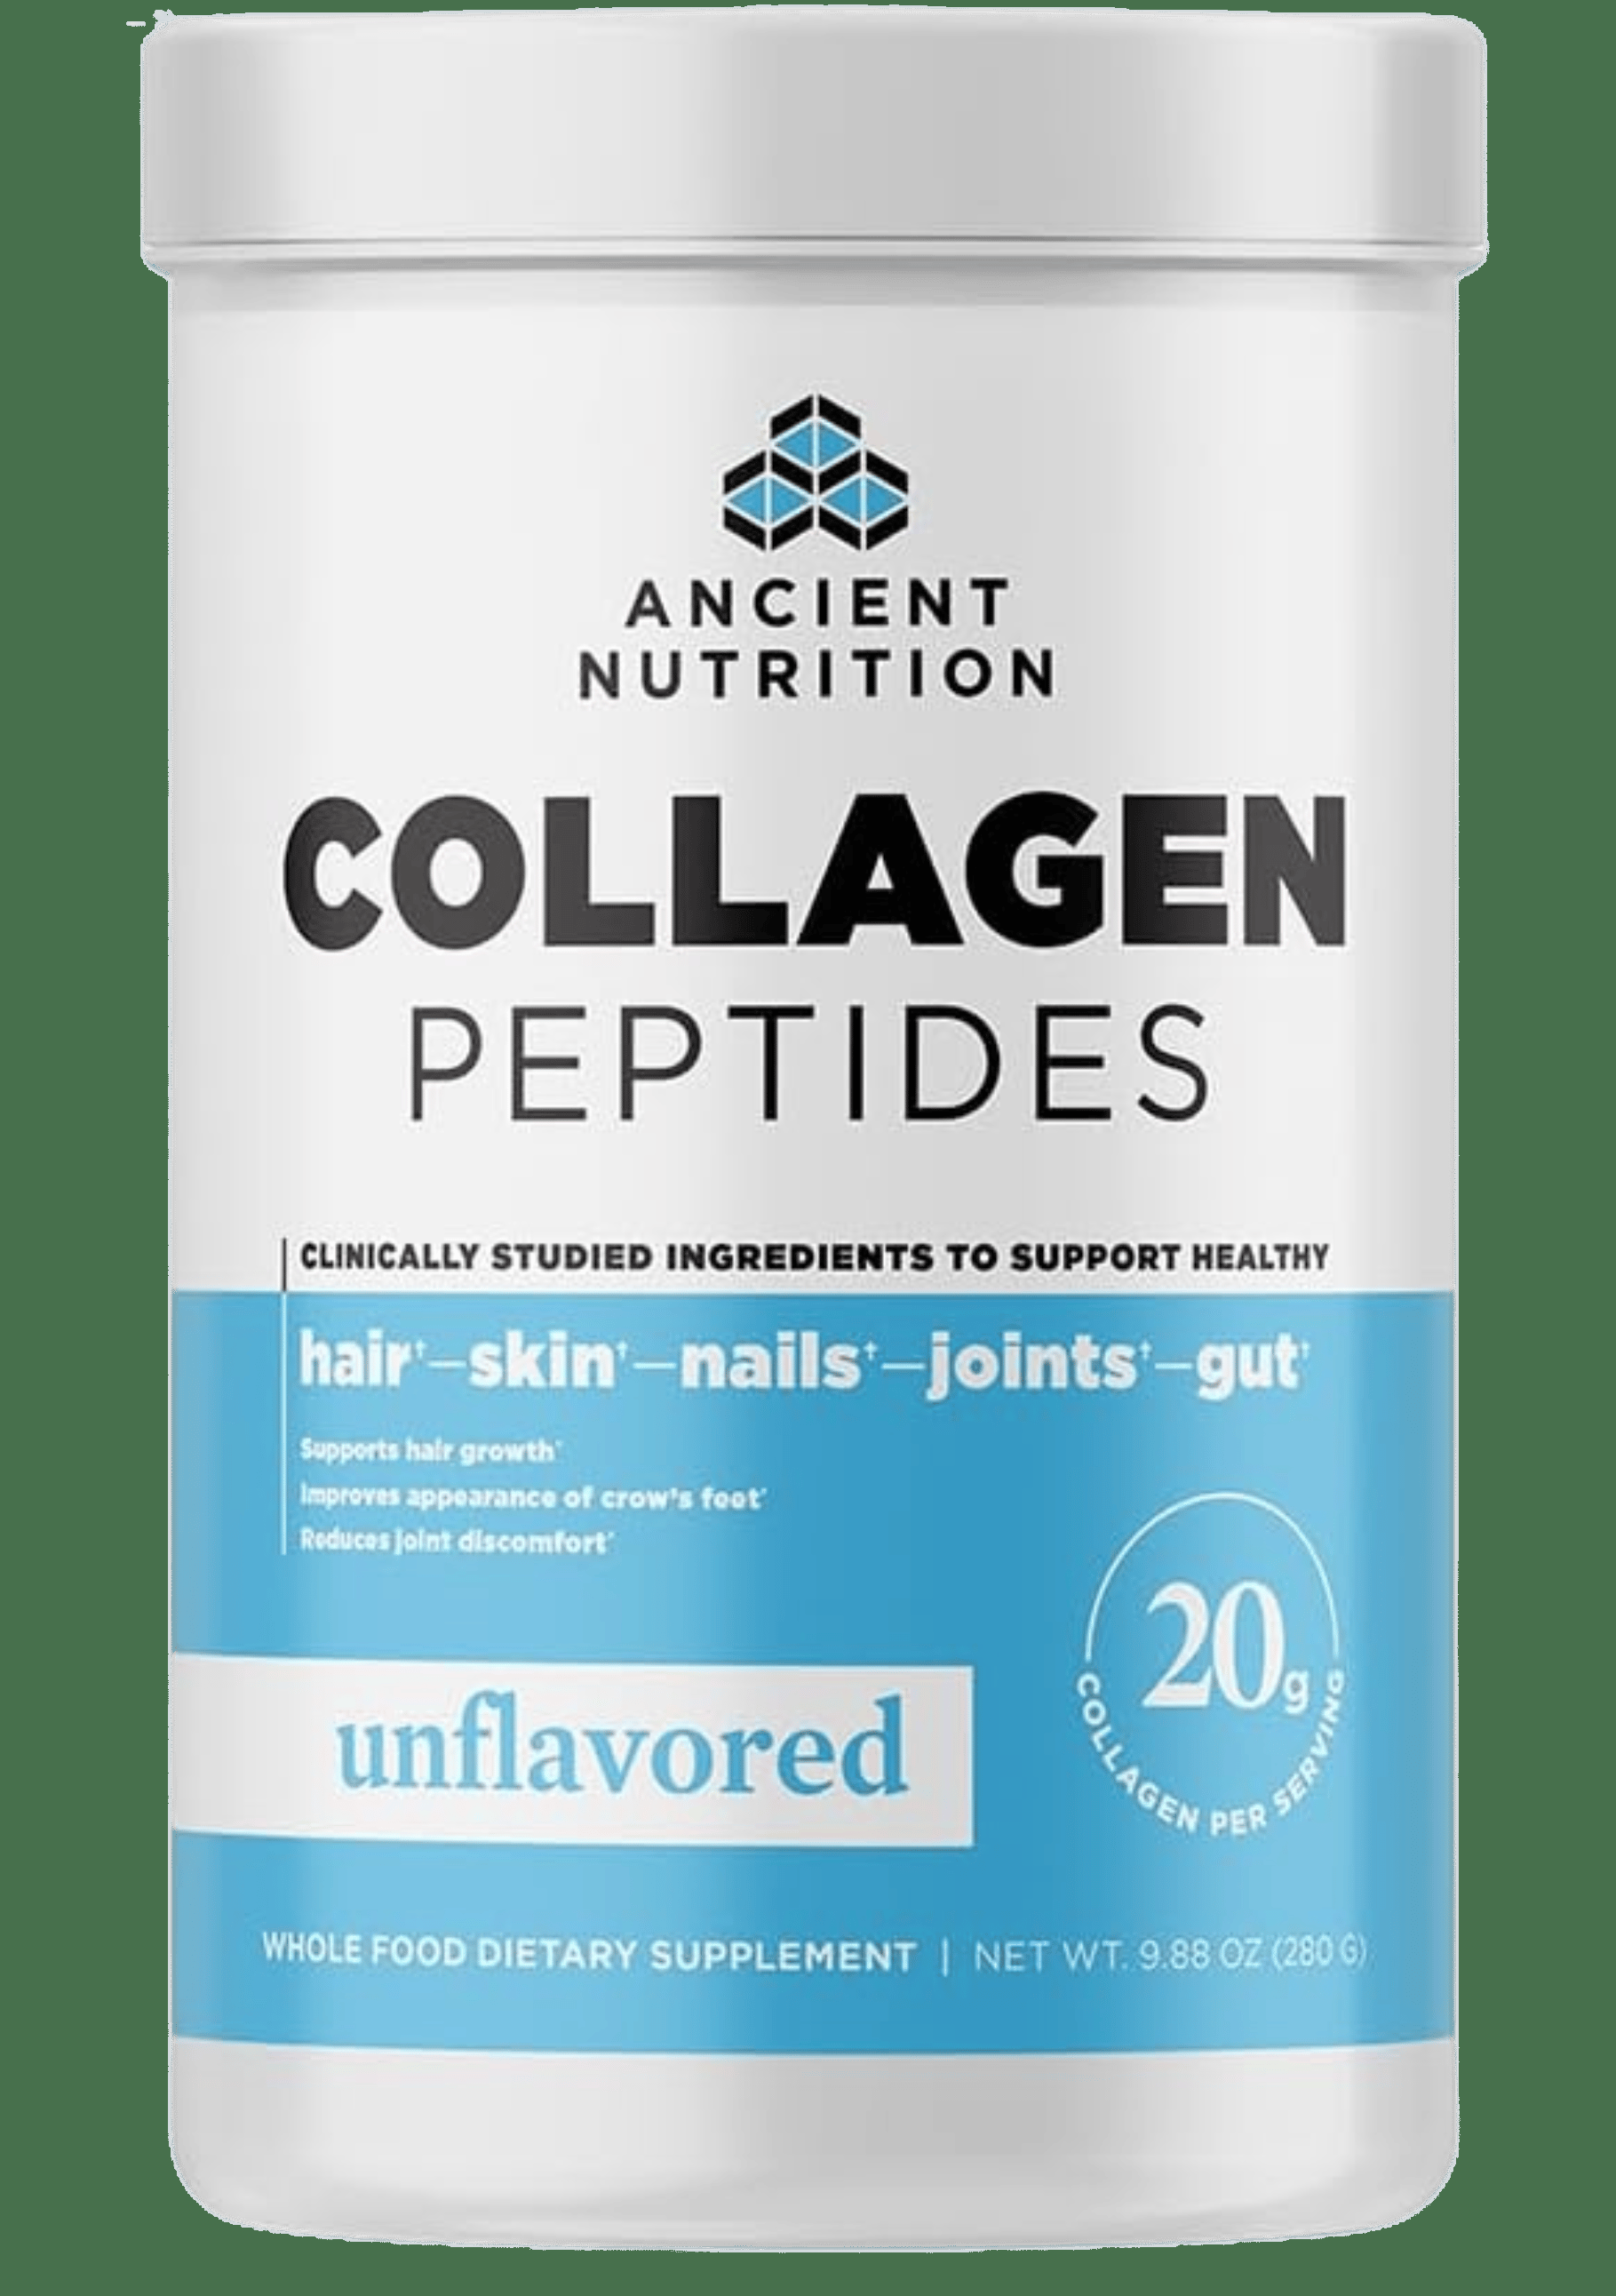 ANCIENT
NUTRITION
COLLAGEN
PEPTIDES
CLINICALLY STUDIED INGREDIENTS TO SUPPORT HEALTHY
hair†—skin†—nails†—joints†—gut†
Supports hair growth†
Improves appearance of crow's feet†
Reduces joint discomfort†
20g
COLLAGEN PER SERVING
unflavored
WHOLE FOOD DIETARY SUPPLEMENT | NET WT. 9.88 OZ (280 G)